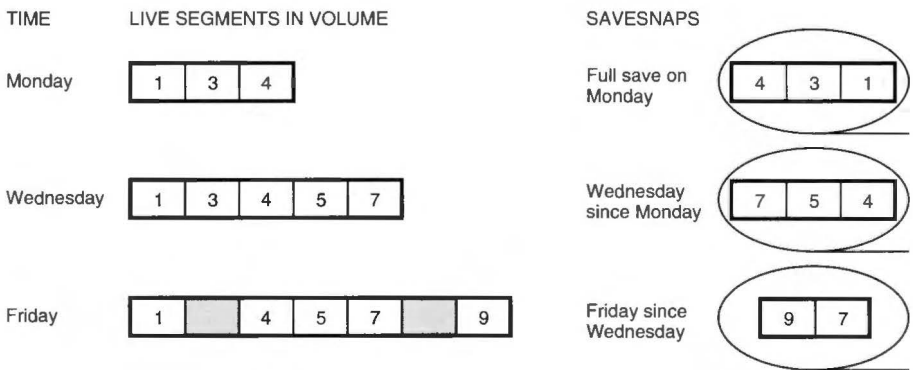 TIME LIVE SEGMENTS IN VOLUME SAVESNAPS
Monday 1 3 4
Full save on
Monday
4 3 1
Wednesday 1 3 4 5 7
Wednesday
since Monday
7 5 4
Friday 1 4 5 7 9
Friday since
Wednesday
9 7